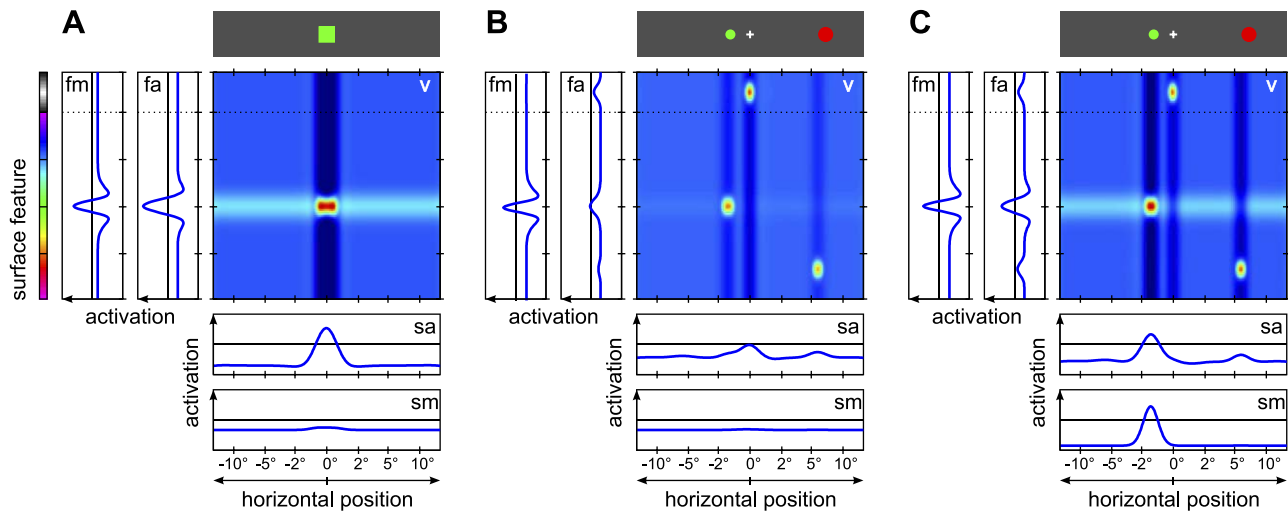 A B C
fm fa v fm fa v fm fa v
surface feature
activation activation activation
sa sa sa
activation activation activation
sm sm sm
-10° -5° -2° 0° 2° 5° 10° -10° -5° -2° 0° 2° 5° 10° -10° -5° -2° 0° 2° 5° 10°
horizontal position horizontal position horizontal position